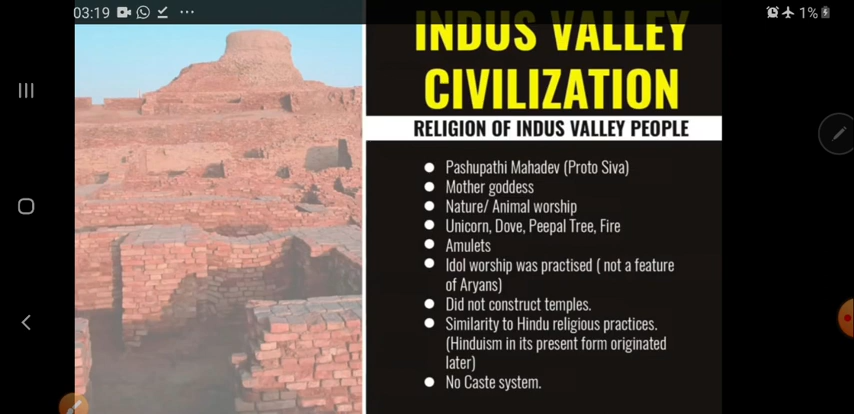 03:19
1%
INDUS VALLEY
CIVILIZATION
RELIGION OF INDUS VALLEY PEOPLE
Pashupathi Mahadev (Proto Siva)
Mother goddess
Nature/ Animal worship
Unicorn, Dove, Peepal Tree, Fire
Amulets
Idol worship was practised ( not a feature
of Aryans)
Did not construct temples.
Similarity to Hindu religious practices.
(Hinduism in its present form originated
later)
No Caste system.